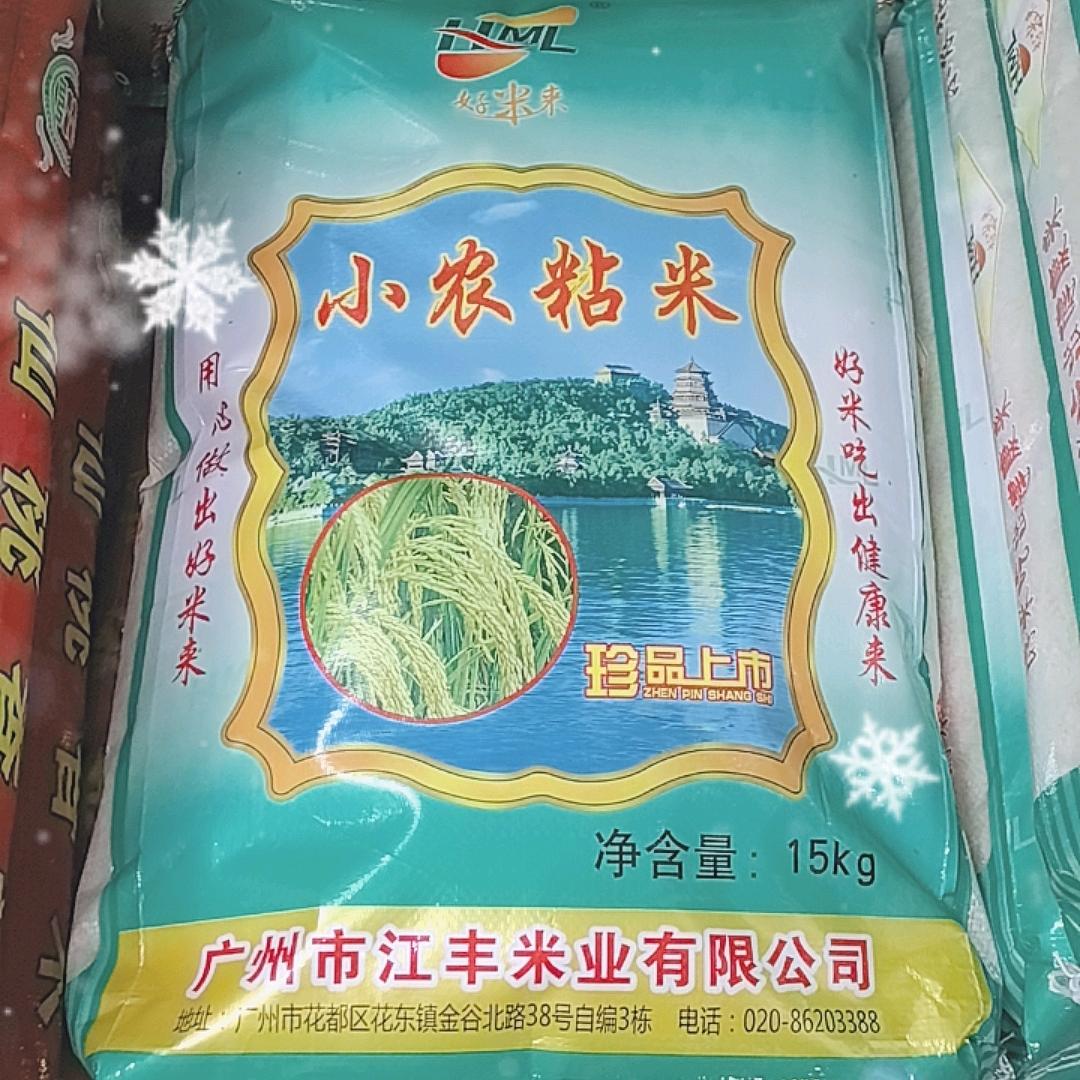 HML
®
好米来
小农粘米
用心做出好米来
好米吃出健康来
珍品上市
ZHEN PIN SHANG SHI
净含量：15kg
广州市江丰米业有限公司
地址：广州市花都区花东镇金谷北路38号自编3栋 电话：020-86203388
仙